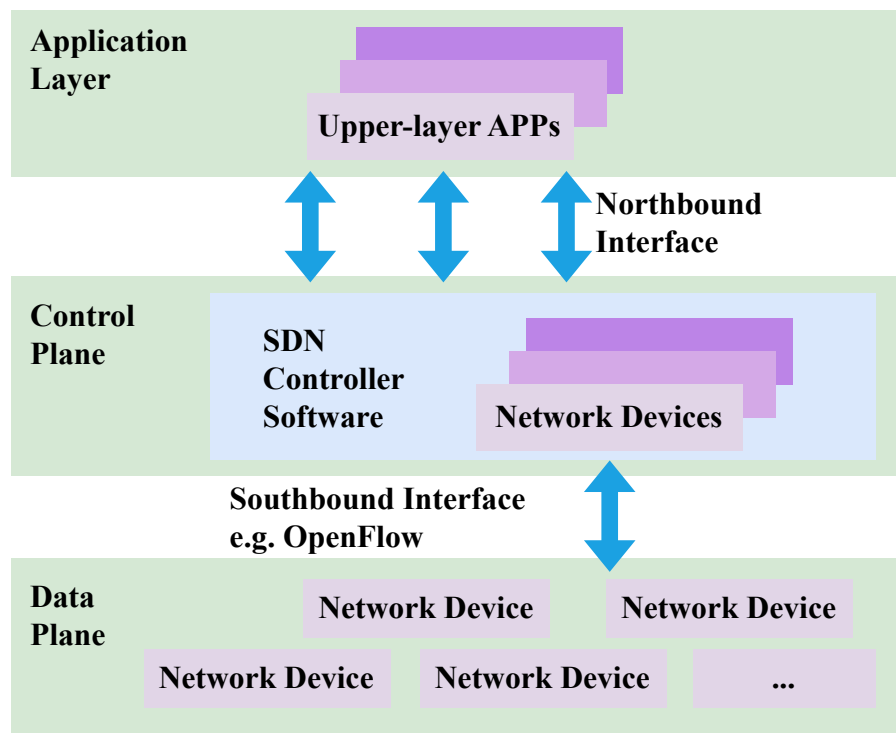 Application
Layer
Upper-layer APPs
Northbound
Interface
Control
Plane
SDN
Controller
Software
Network Devices
Southbound Interface
e.g. OpenFlow
Data
Plane
Network Device
Network Device
Network Device
Network Device
...